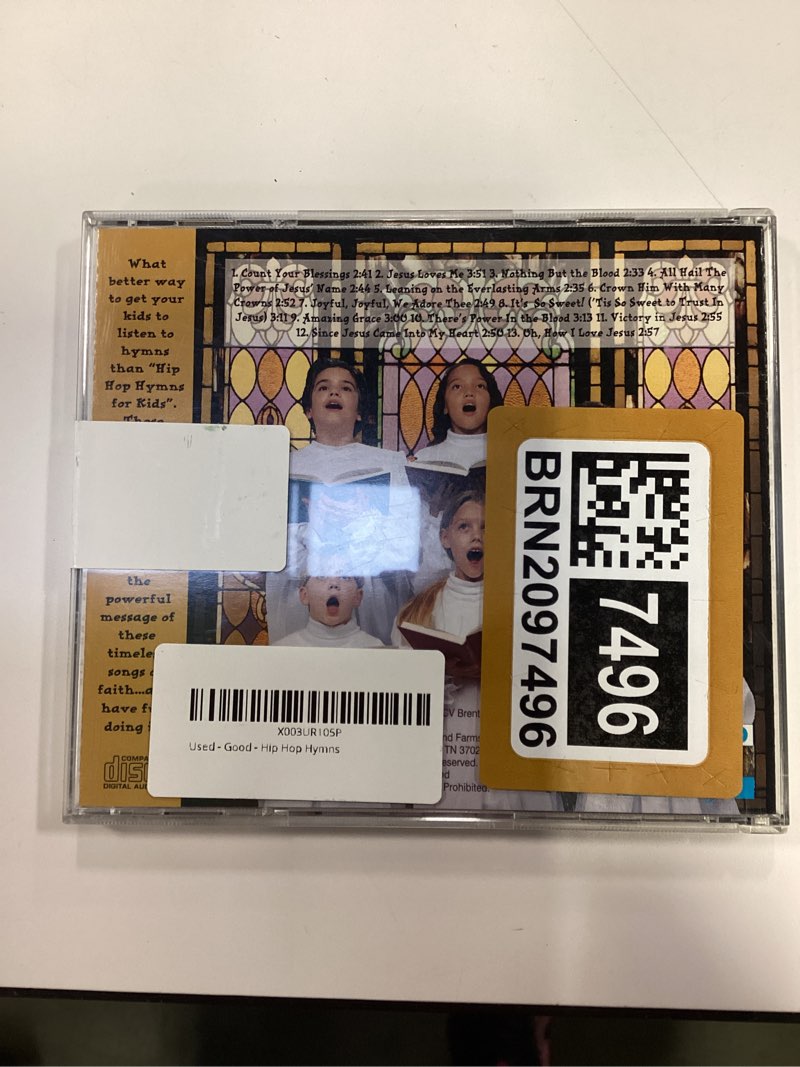 What
better way
to get your
kids to
listen to
hymns
than "Hip
Hop Hymns
for Kids".
These
the
powerful
message of
these
songs
have
doing
1. Count Your Blessings 2:41 2. Jesus Loves Me 3:51 3. Nothing But the Blood 2:33 4. All Hail The
Power of Jesus' Name 2:44 5. Leaning on the Everlasting Arms 2:35 6. Crown Him With Many
Crowns 2:52 7. Joyful, Joyful, We Adore Thee 2:49 8. It's So Sweet! ('Tis So Sweet to Trust In
Jesus) 3:11 9. Amazing Grace 3:00 10. There's Power In the Blood 3:13 11. Victory in Jesus 2:55
12. Since Jesus Came Into My Heart 2:50 13. Oh, How I Love Jesus 2:57
BRN2097496
7496
X003UR105P
Used - Good - Hip Hop Hymns
DIGITAL
Brent
Farms
TN 3702
reserved.
Prohibited.